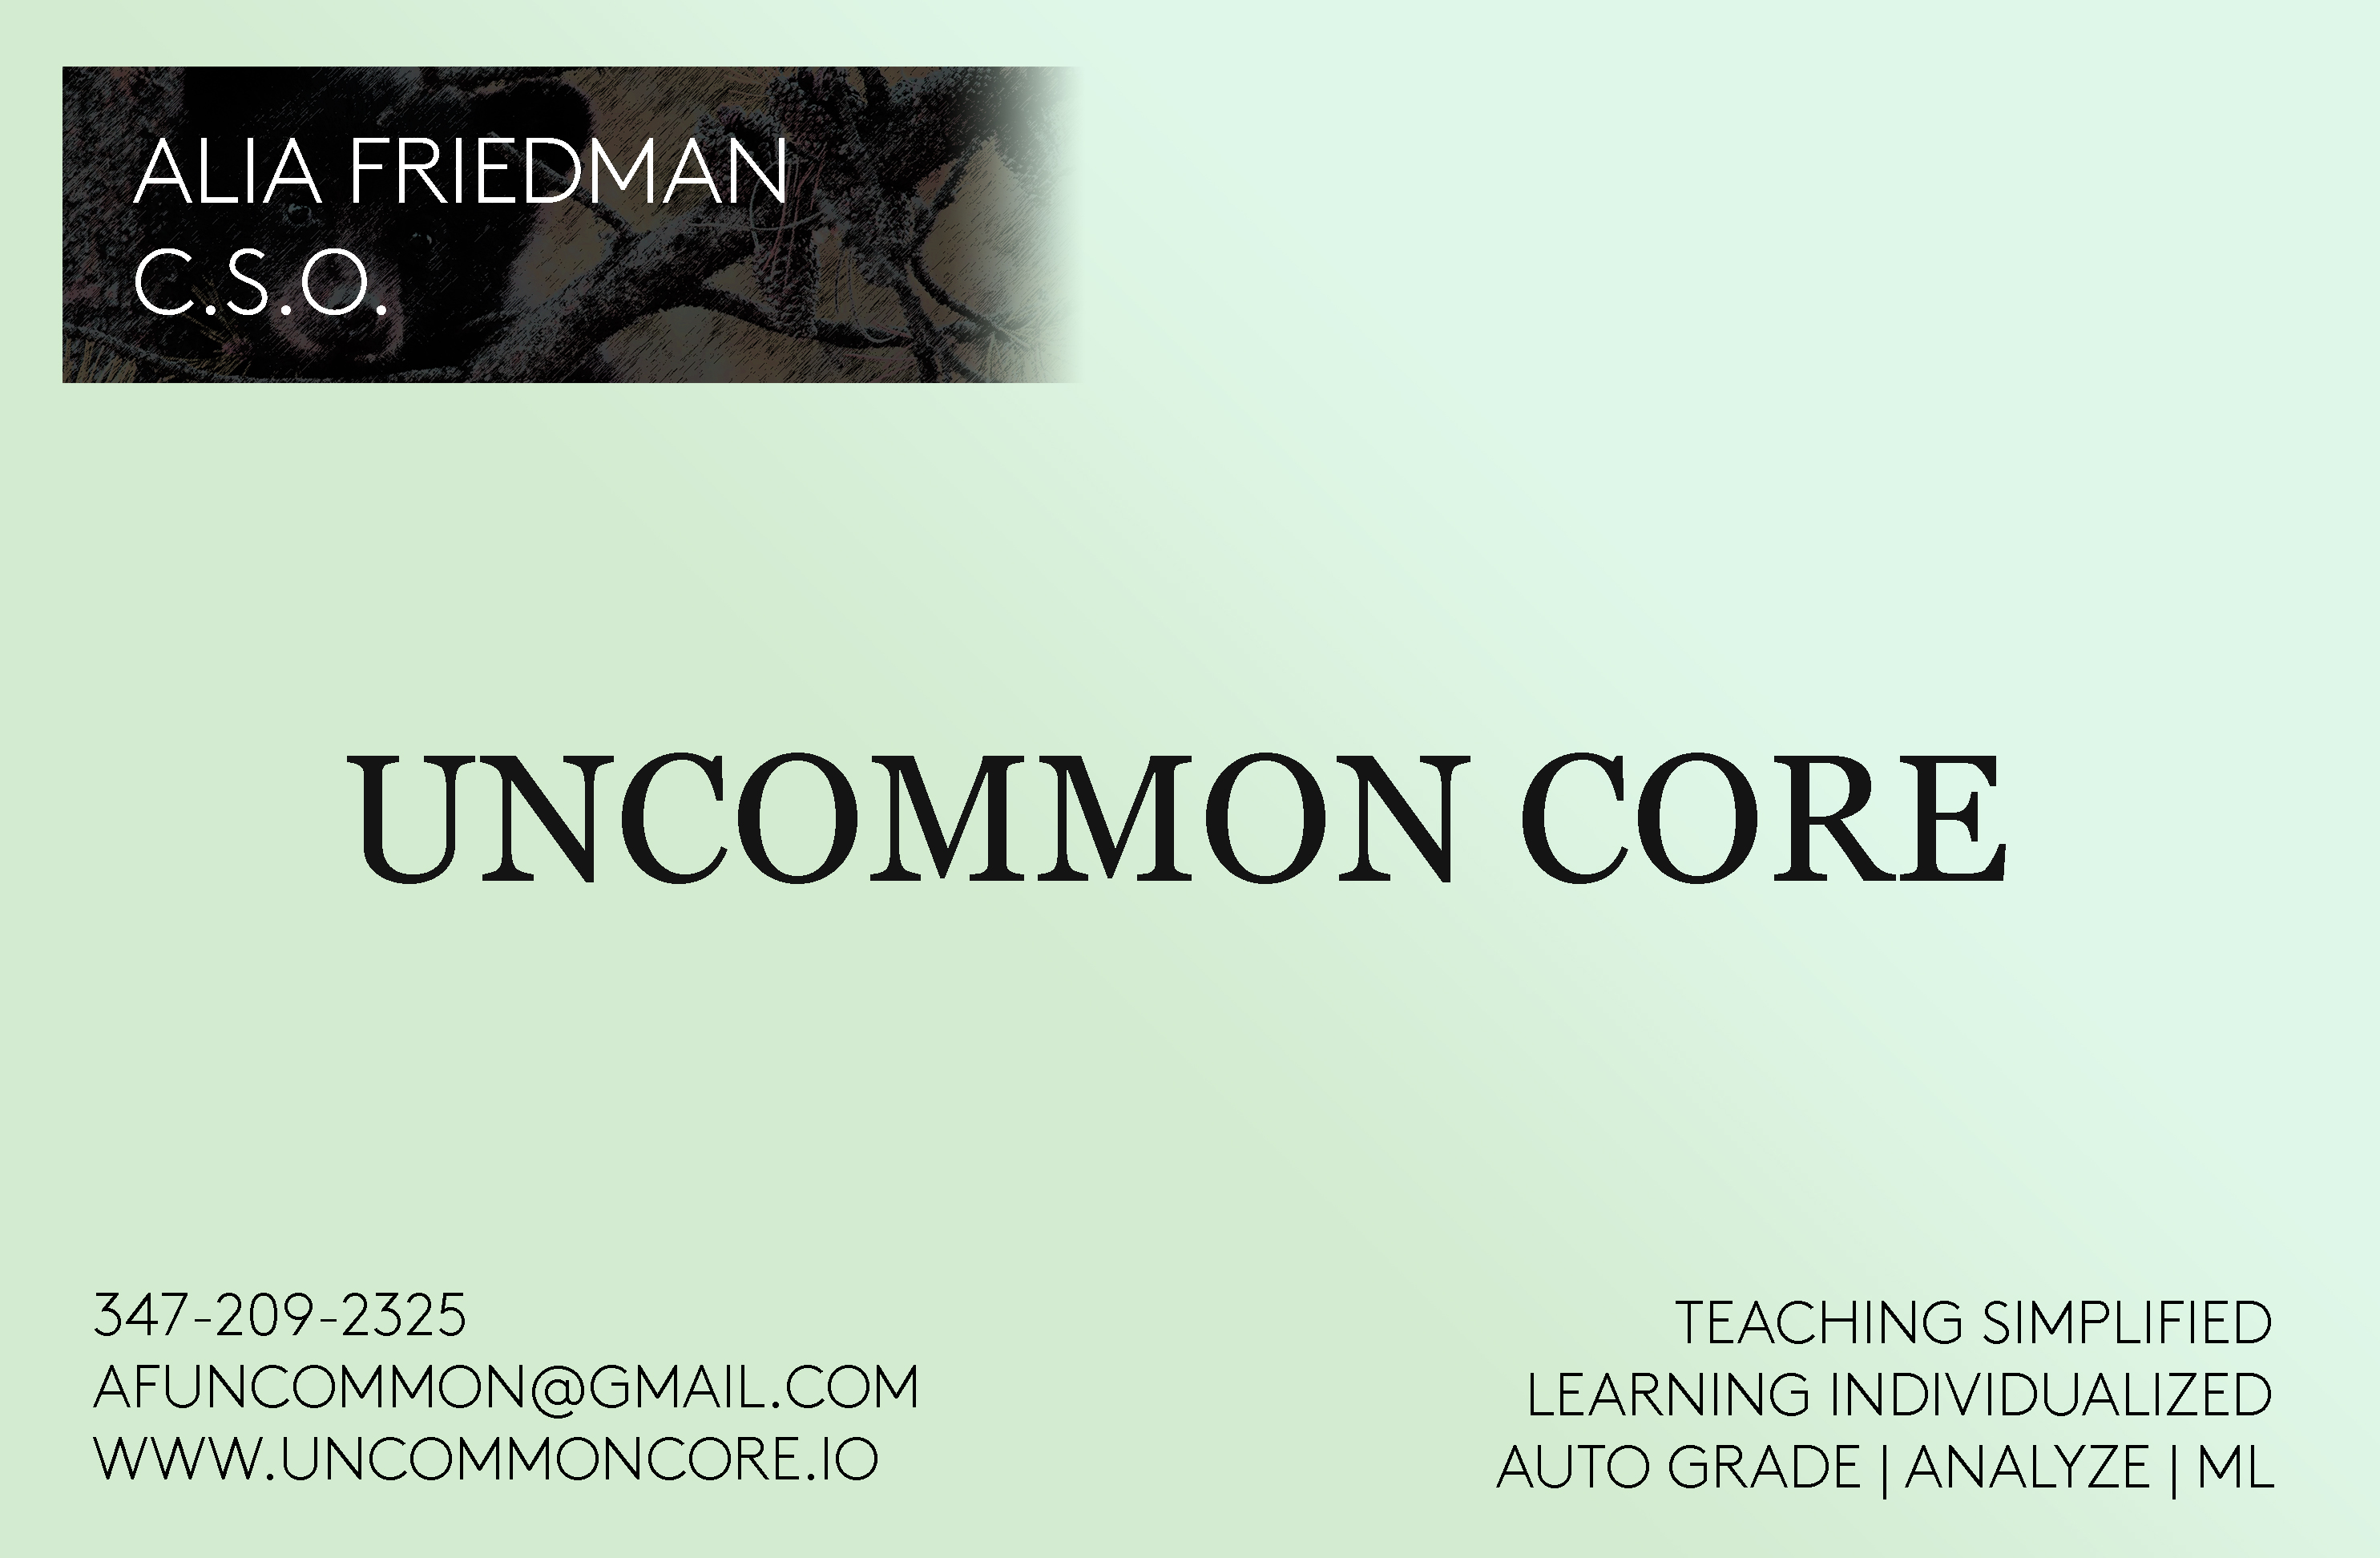 ALIA FRIEDMAN
C.S.O.
UNCOMMON CORE
347-209-2325
AFUNCOMMON@GMAIL.COM
WWW.UNCOMMONCORE.IO
TEACHING SIMPLIFIED
LEARNING INDIVIDUALIZED
AUTO GRADE | ANALYZE | ML